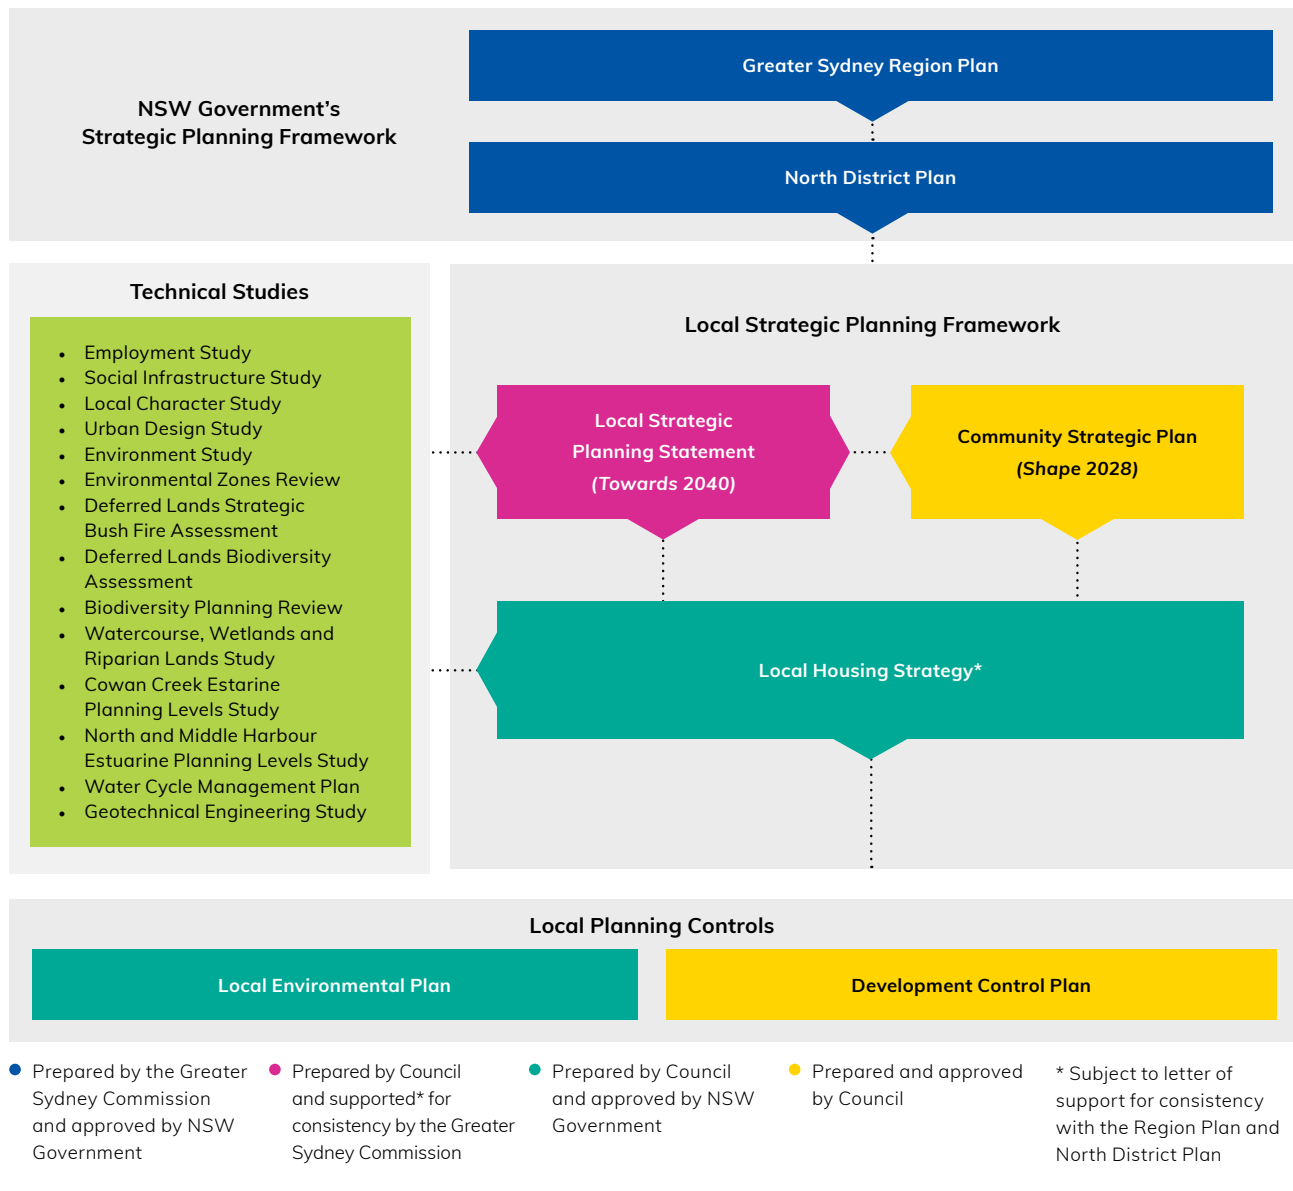 NSW Government’s
Strategic Planning Framework
Greater Sydney Region Plan
North District Plan
Technical Studies
• Employment Study
• Social Infrastructure Study
• Local Character Study
• Urban Design Study
• Environment Study
• Environmental Zones Review
• Deferred Lands Strategic
Bush Fire Assessment
• Deferred Lands Biodiversity
Assessment
• Biodiversity Planning Review
• Watercourse, Wetlands and
Riparian Lands Study
• Cowan Creek Estarine
Planning Levels Study
• North and Middle Harbour
Estuarine Planning Levels Study
• Water Cycle Management Plan
• Geotechnical Engineering Study
Local Strategic Planning Framework
Local Strategic
Planning Statement
(Towards 2040)
Community Strategic Plan
(Shape 2028)
Local Housing Strategy*
Local Planning Controls
Local Environmental Plan
Development Control Plan
Prepared by the Greater
Sydney Commission
and approved by NSW
Government
Prepared by Council
and supported* for
consistency by the Greater
Sydney Commission
Prepared by Council
and approved by NSW
Government
Prepared and approved
by Council
* Subject to letter of
support for consistency
with the Region Plan and
North District Plan